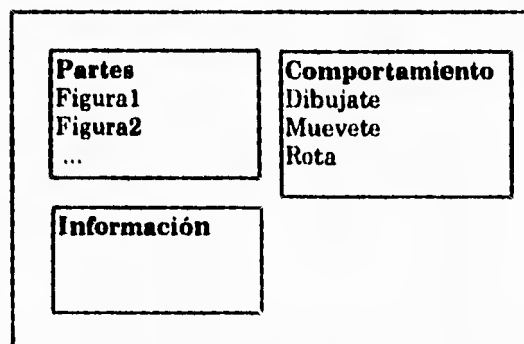 Partes
Figura1
Figura2
...
Comportamiento
Dibujate
Muevete
Rota
Información